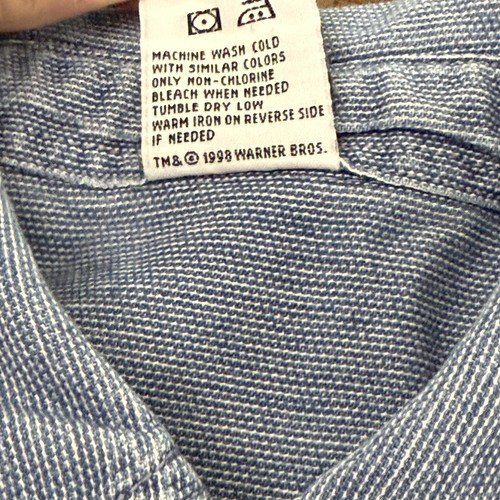 MACHINE WASH COLD
WITH SIMILAR COLORS
ONLY NON-CHLORINE
BLEACH WHEN NEEDED
TUMBLE DRY LOW
WARM IRON ON REVERSE SIDE
IF NEEDED
TM& © 1998 WARNER BROS.